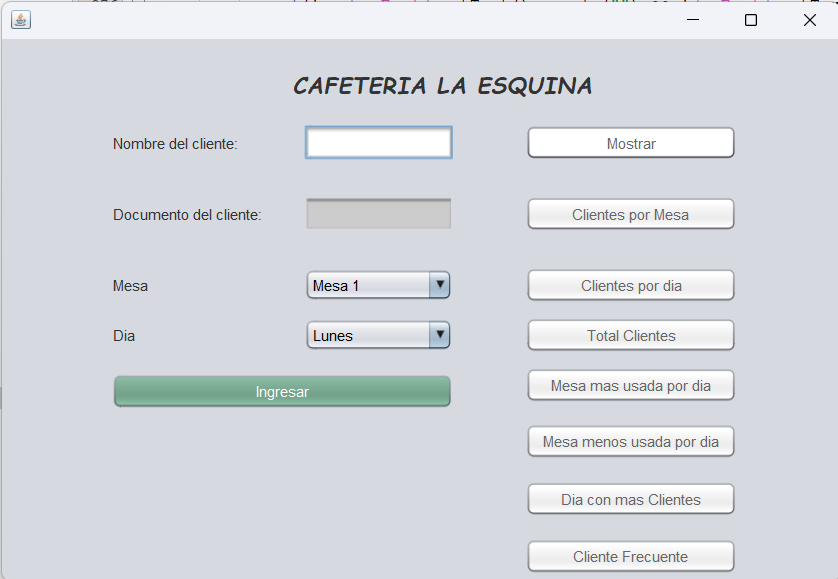 CAFETERIA LA ESQUINA
Nombre del cliente:
Mostrar
Documento del cliente:
Clientes por Mesa
Mesa
Mesa 1
Clientes por dia
Dia
Lunes
Total Clientes
Ingresar
Mesa mas usada por dia
Mesa menos usada por dia
Dia con mas Clientes
Cliente Frecuente